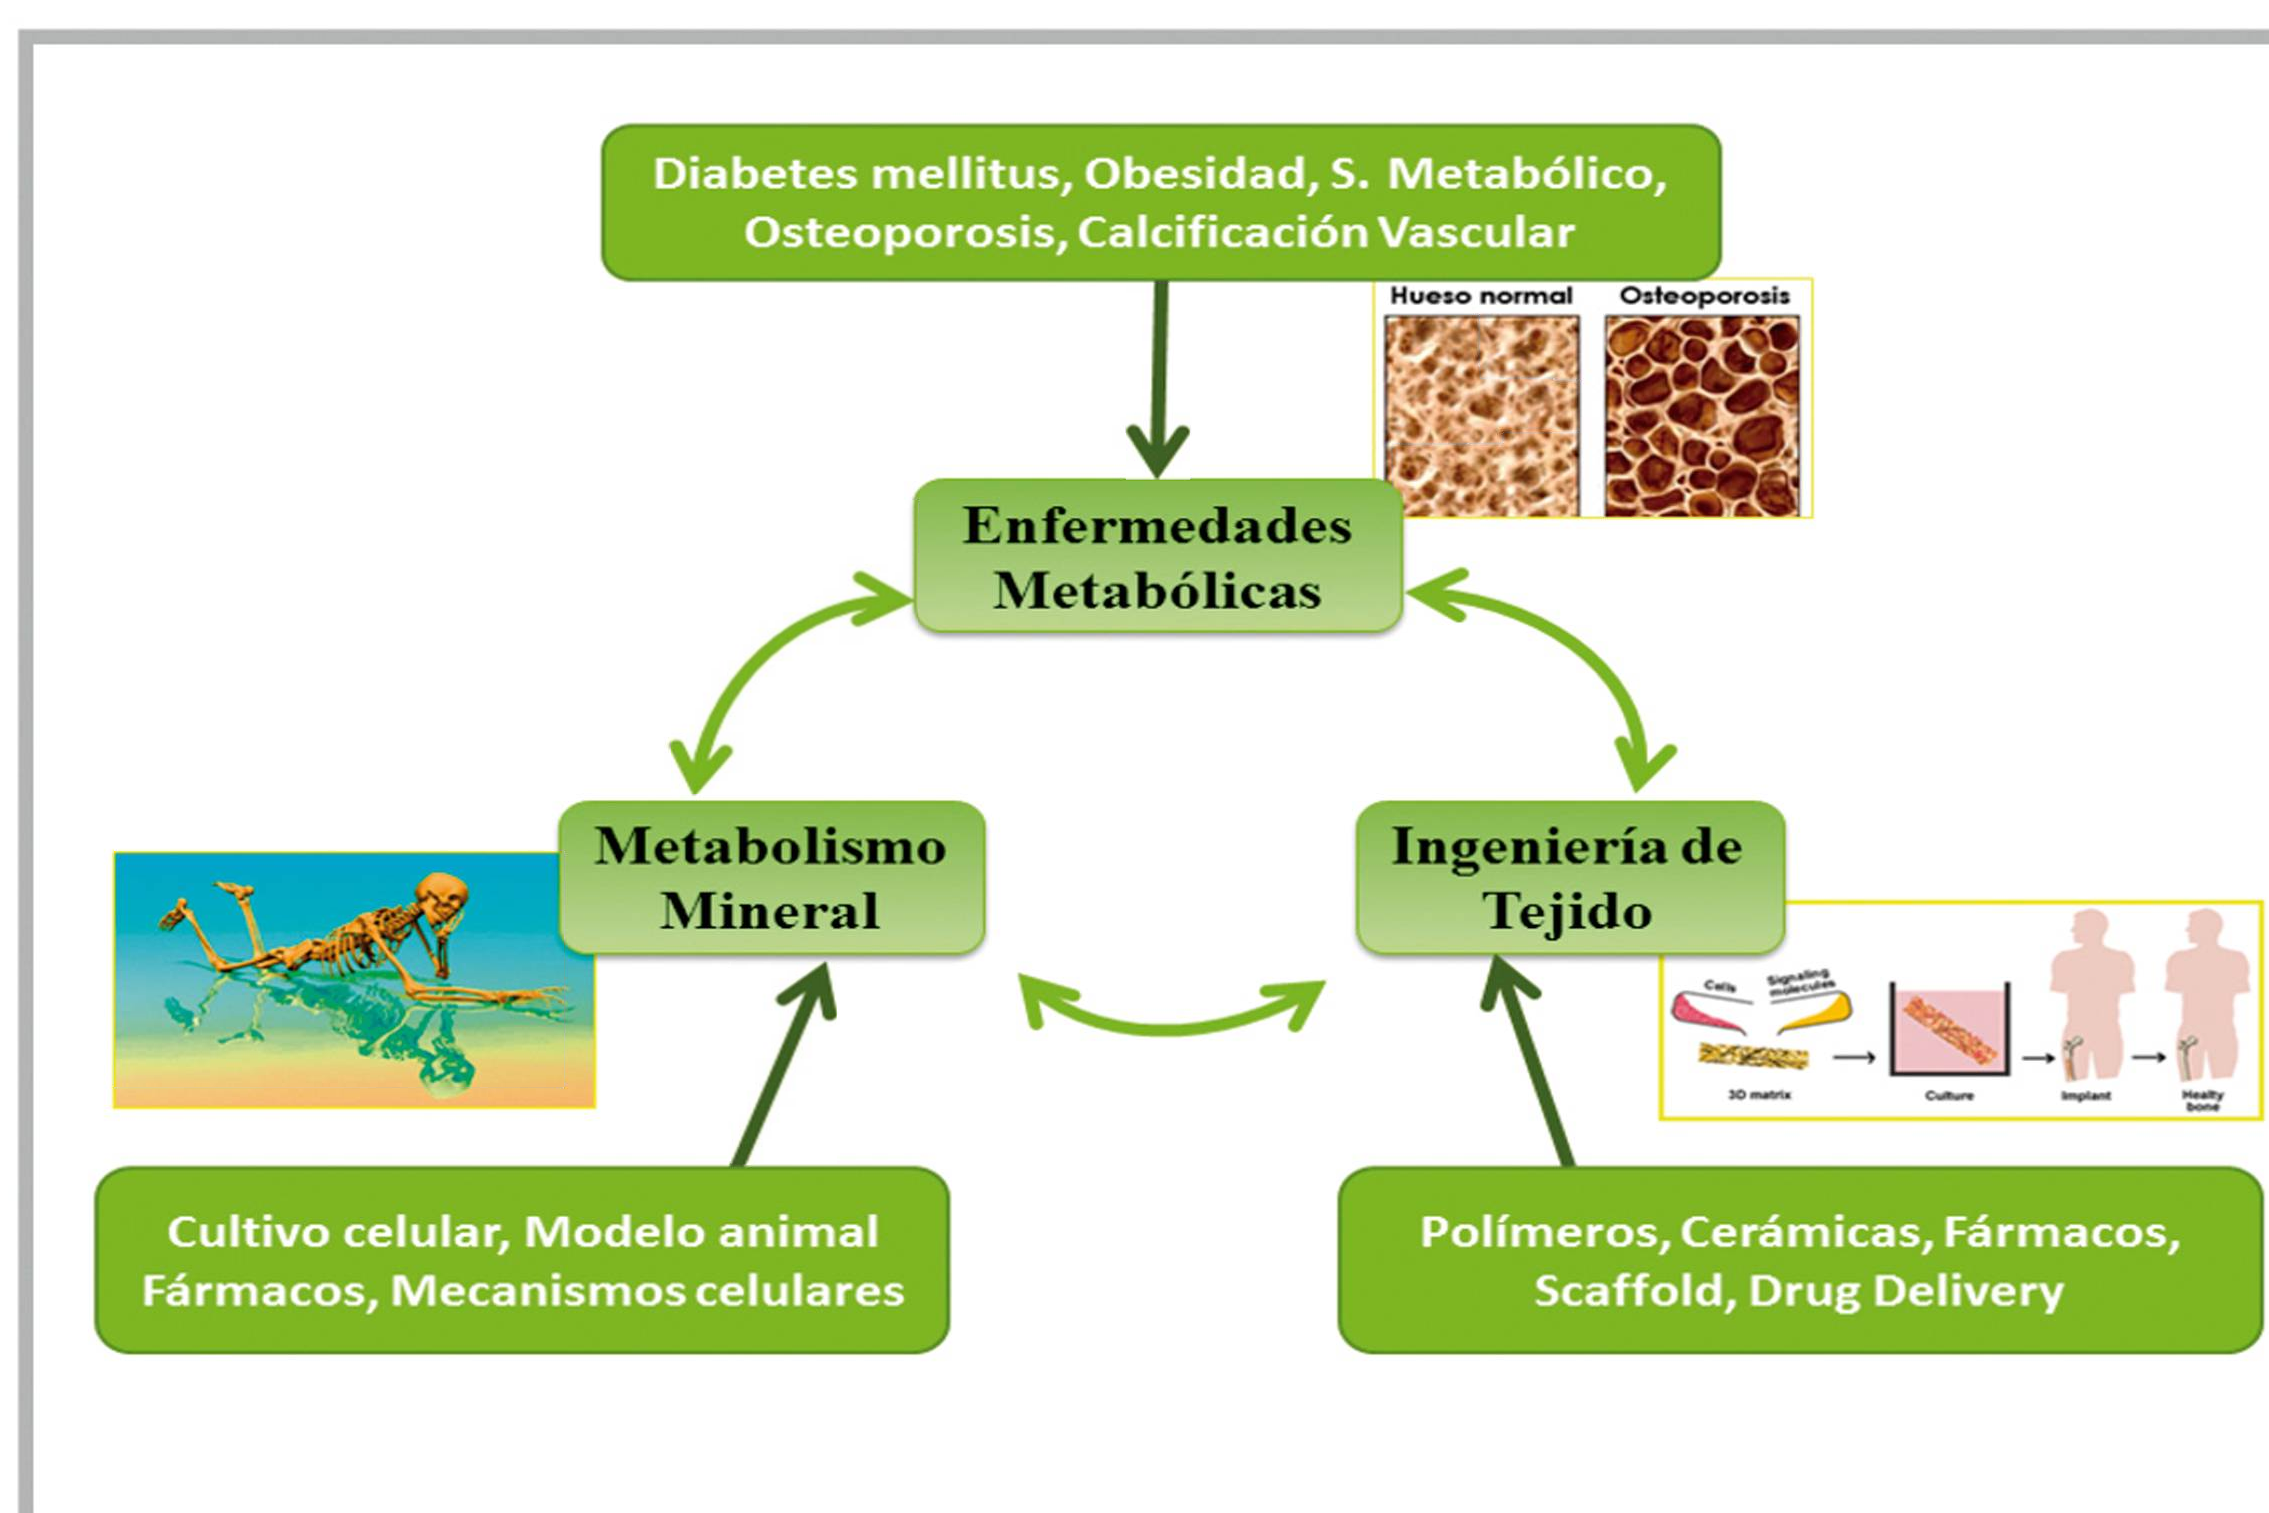 Diabetes mellitus, Obesidad, S. Metabólico,
Osteoporosis, Calcificación Vascular
Hueso normal
Osteoporosis
Enfermedades
Metabólicas
Metabolismo
Mineral
Ingeniería de
Tejido
Cells
Signaling
molecules
3D matrix
Culture
Implant
Healty
bone
Cultivo celular, Modelo animal
Fármacos, Mecanismos celulares
Polímeros, Cerámicas, Fármacos,
Scaffold, Drug Delivery